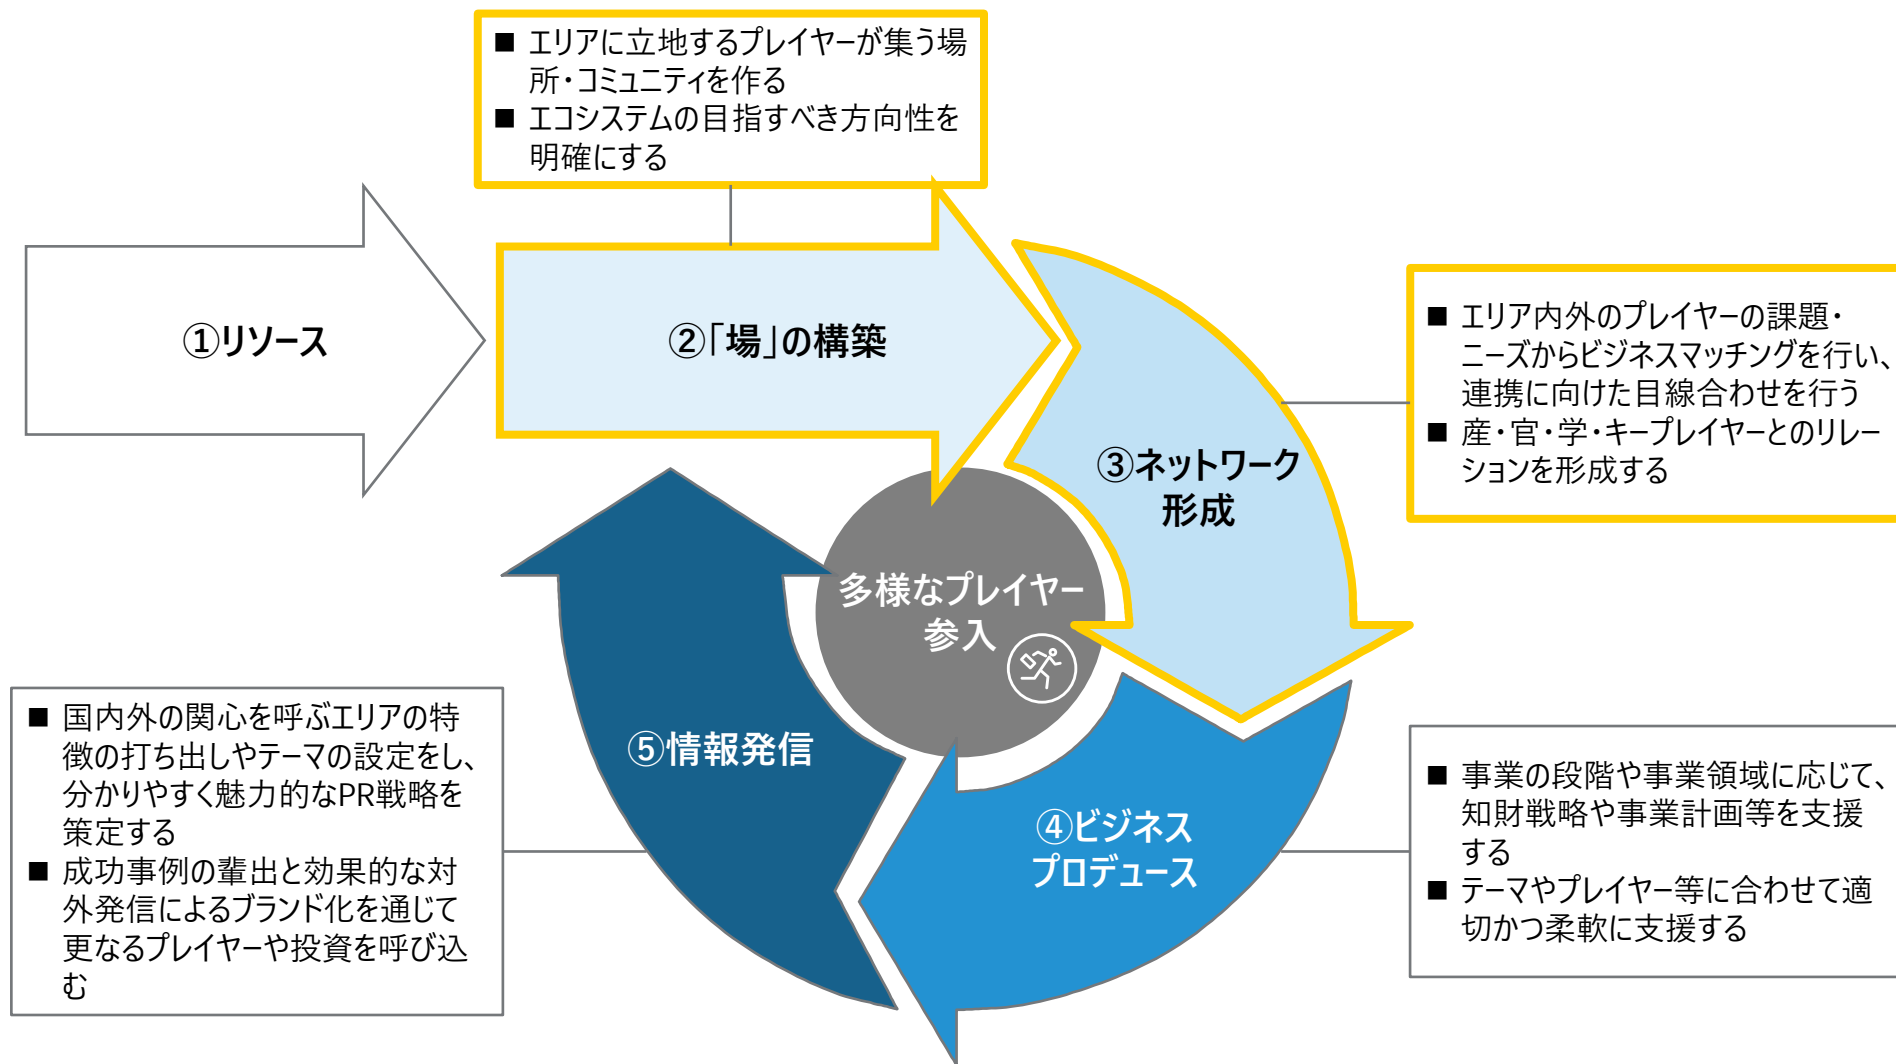 ■ エリアに立地するプレイヤーが集う場
所・コミュニティを作る
■ エコシステムの目指すべき方向性を
明確にする
①リソース
②「場」の構築
③ネットワーク
形成
■ エリア内外のプレイヤーの課題・
ニーズからビジネスマッチングを行い、
連携に向けた目線合わせを行う
■ 産・官・学・キープレイヤーとのリレー
ションを形成する
多様なプレイヤー
参入
④ビジネス
プロデュース
■ 事業の段階や事業領域に応じて、
知財戦略や事業計画等を支援
する
■ テーマやプレイヤー等に合わせて適
切かつ柔軟に支援する
⑤情報発信
■ 国内外の関心を呼ぶエリアの特
徴の打ち出しやテーマの設定をし、
分かりやすく魅力的なPR戦略を
策定する
■ 成功事例の輩出と効果的な対
外発信によるブランド化を通じて
更なるプレイヤーや投資を呼び込
む